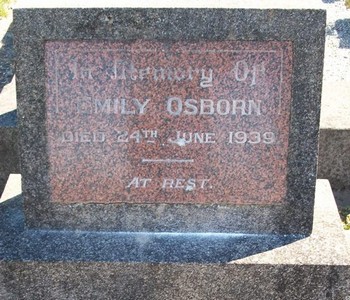 In Memory Of
EMILY OSBORN
DIED 24TH JUNE 1939
AT REST.